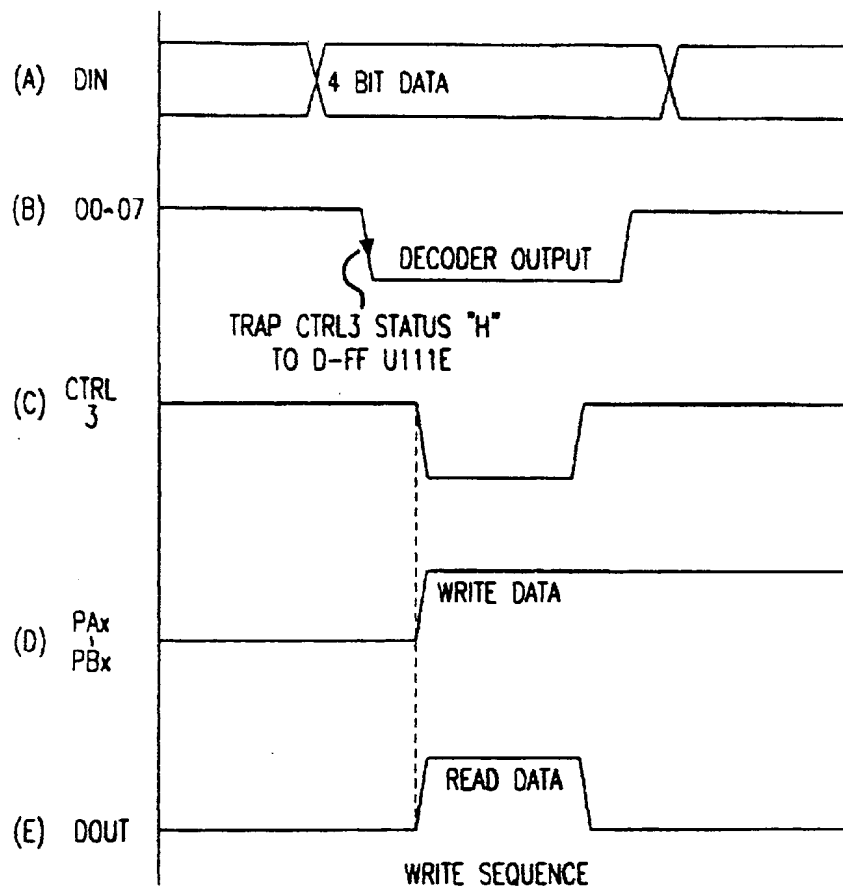 (A) DIN
4 BIT DATA
(B) 00~07
DECODER OUTPUT
TRAP CTRL3 STATUS "H"
TO D-FF U111E
(C) CTRL
3
WRITE DATA
(D) PAx
~
PBx
READ DATA
(E) DOUT
WRITE SEQUENCE